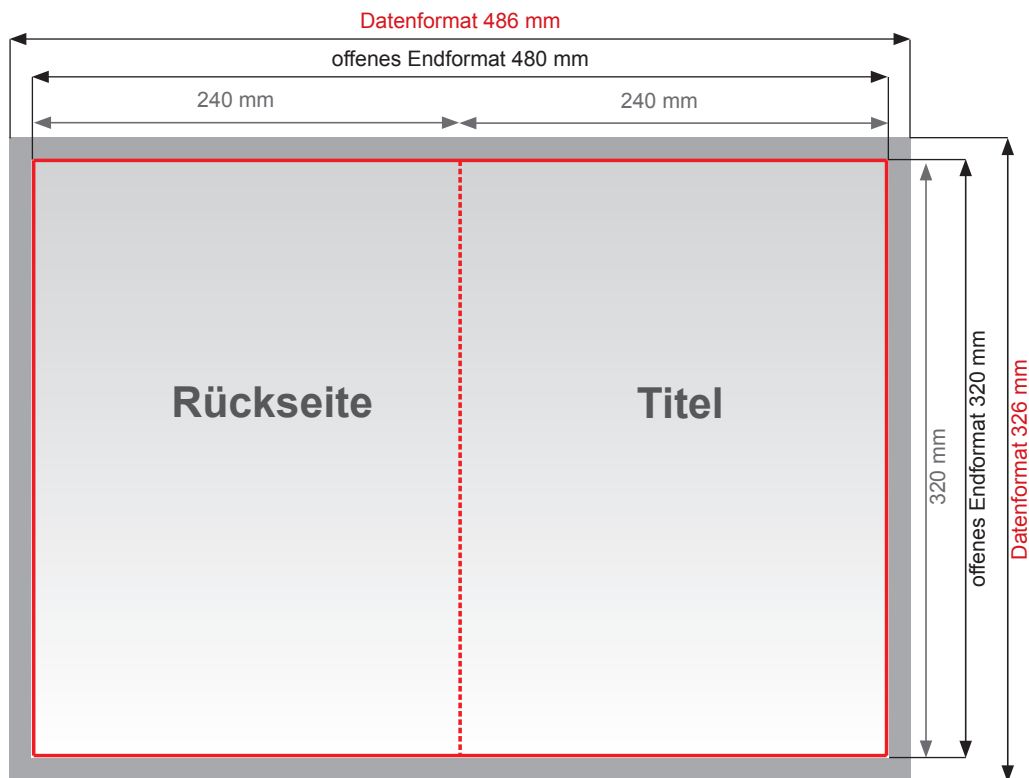 Datenformat 486 mm
offenes Endformat 480 mm
240 mm
240 mm
Rückseite
Titel
320 mm
offenes Endformat 320 mm
Datenformat 326 mm